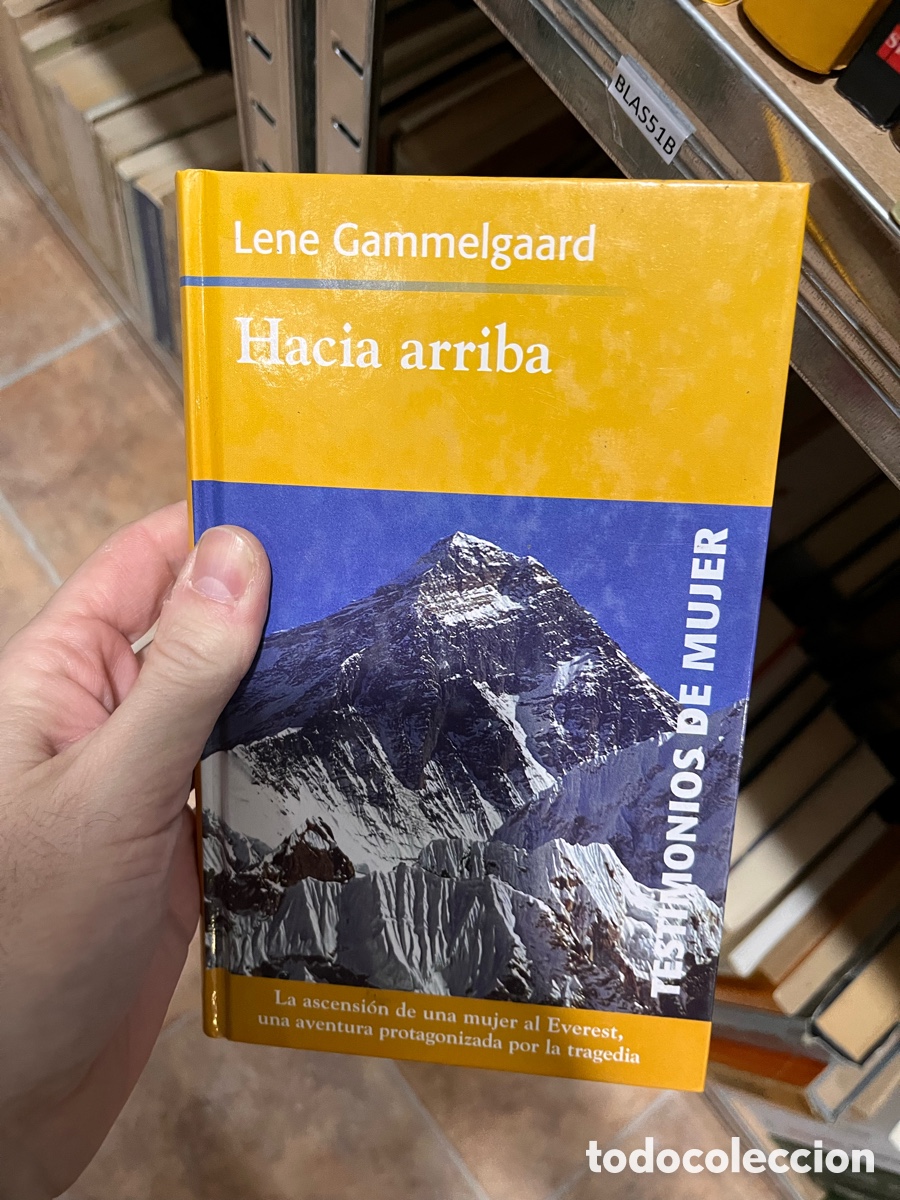 BLAS51B
Lene Gammelgaard
Hacia arriba
TESTIMONIOS DE MUJER
La ascensión de una mujer al Everest,
una aventura protagonizada por la tragedia
todocoleccion